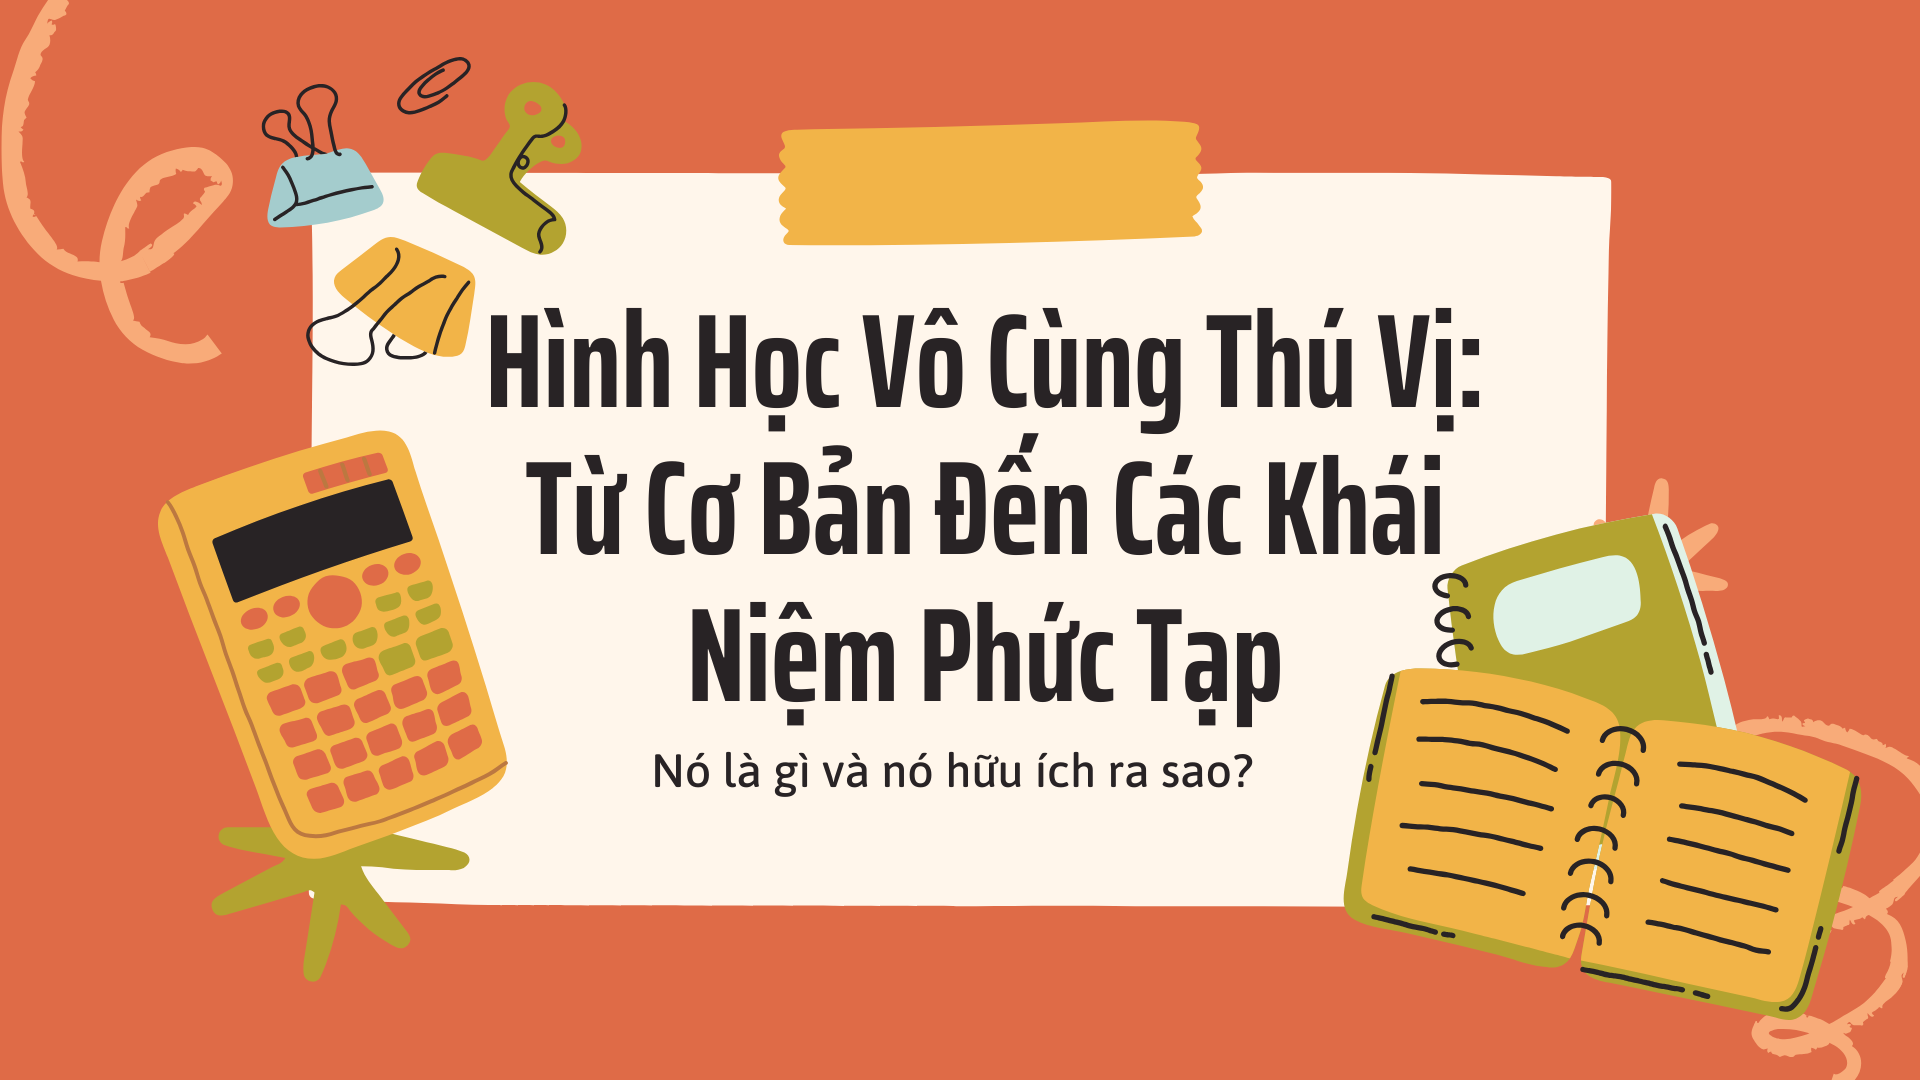 Hình Học Vô Cùng Thú Vị:
Từ Cơ Bản Đến Các Khái
Niệm Phức Tạp
Nó là gì và nó hữu ích ra sao?